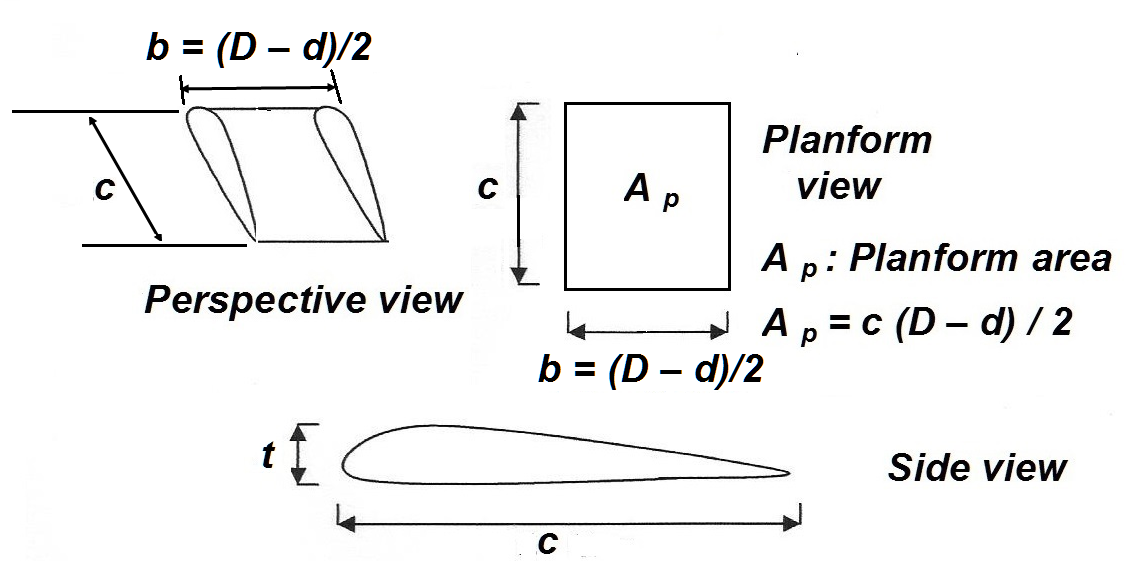 b = (D – d)/2
c
Perspective view
c
A p
Planform
view
A p : Planform area
A p = c (D – d) / 2
b = (D – d)/2
t
Side view
c